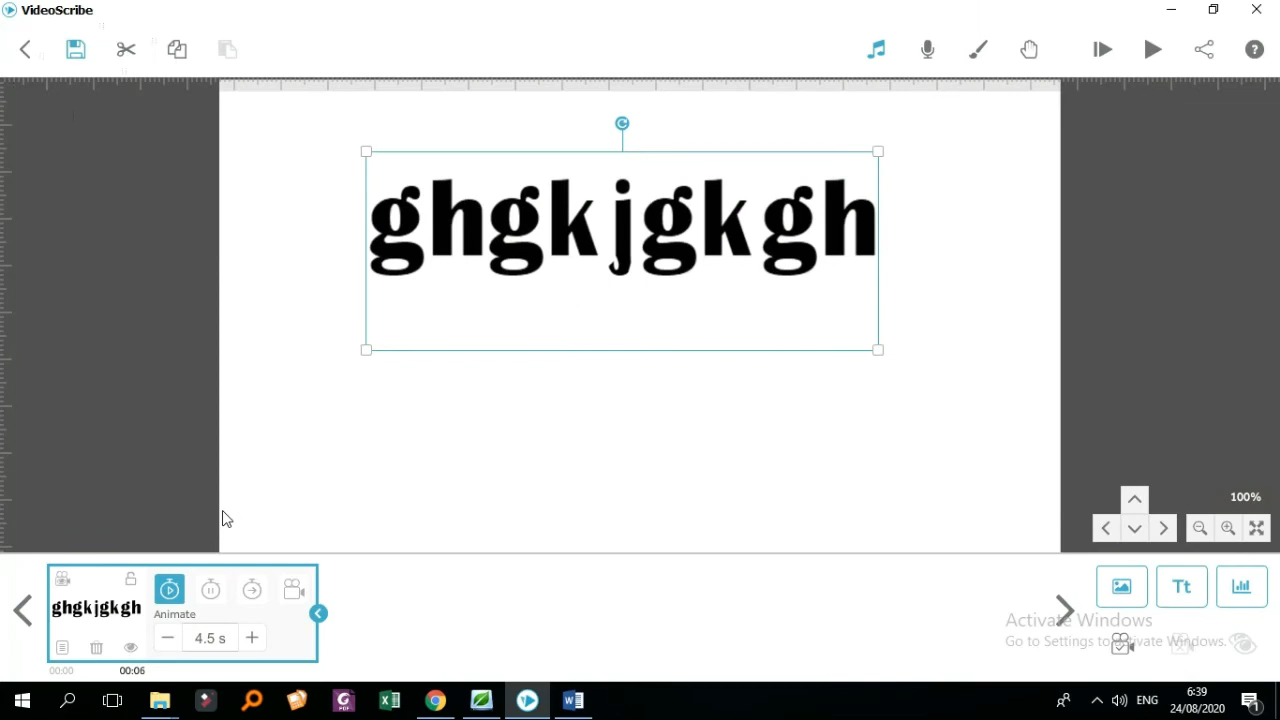 VideoScribe
ghgkjgkgh
100%
ghgkjgkgh
Animate
4.5 s
Tt
Activate Windows
Go to Settings to activate Windows.
00:00
00:06
ENG
6:39
24/08/2020